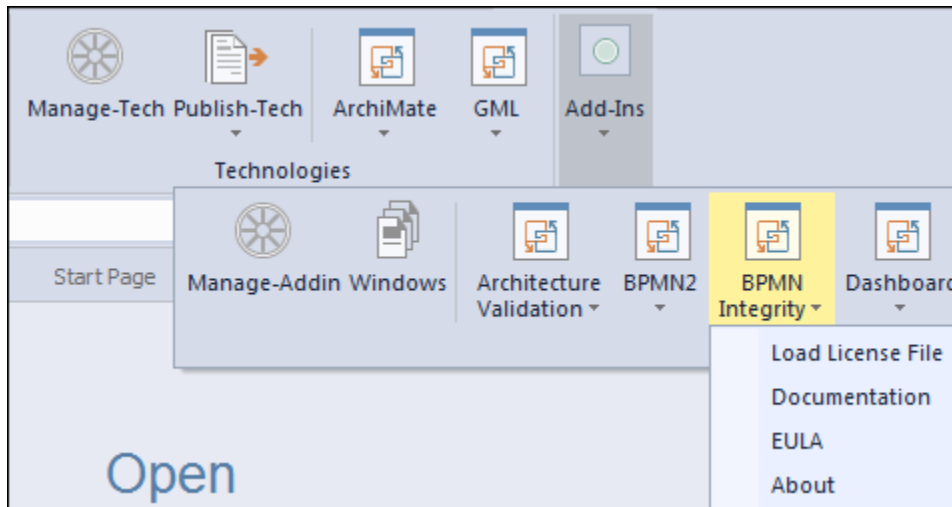 Manage-Tech Publish-Tech ArchiMate GML Add-Ins
Technologies
Start Page
Manage-Addin Windows Architecture Validation BPMN2 BPMN Integrity Dashboard
Load License File
Documentation
EULA
About
Open